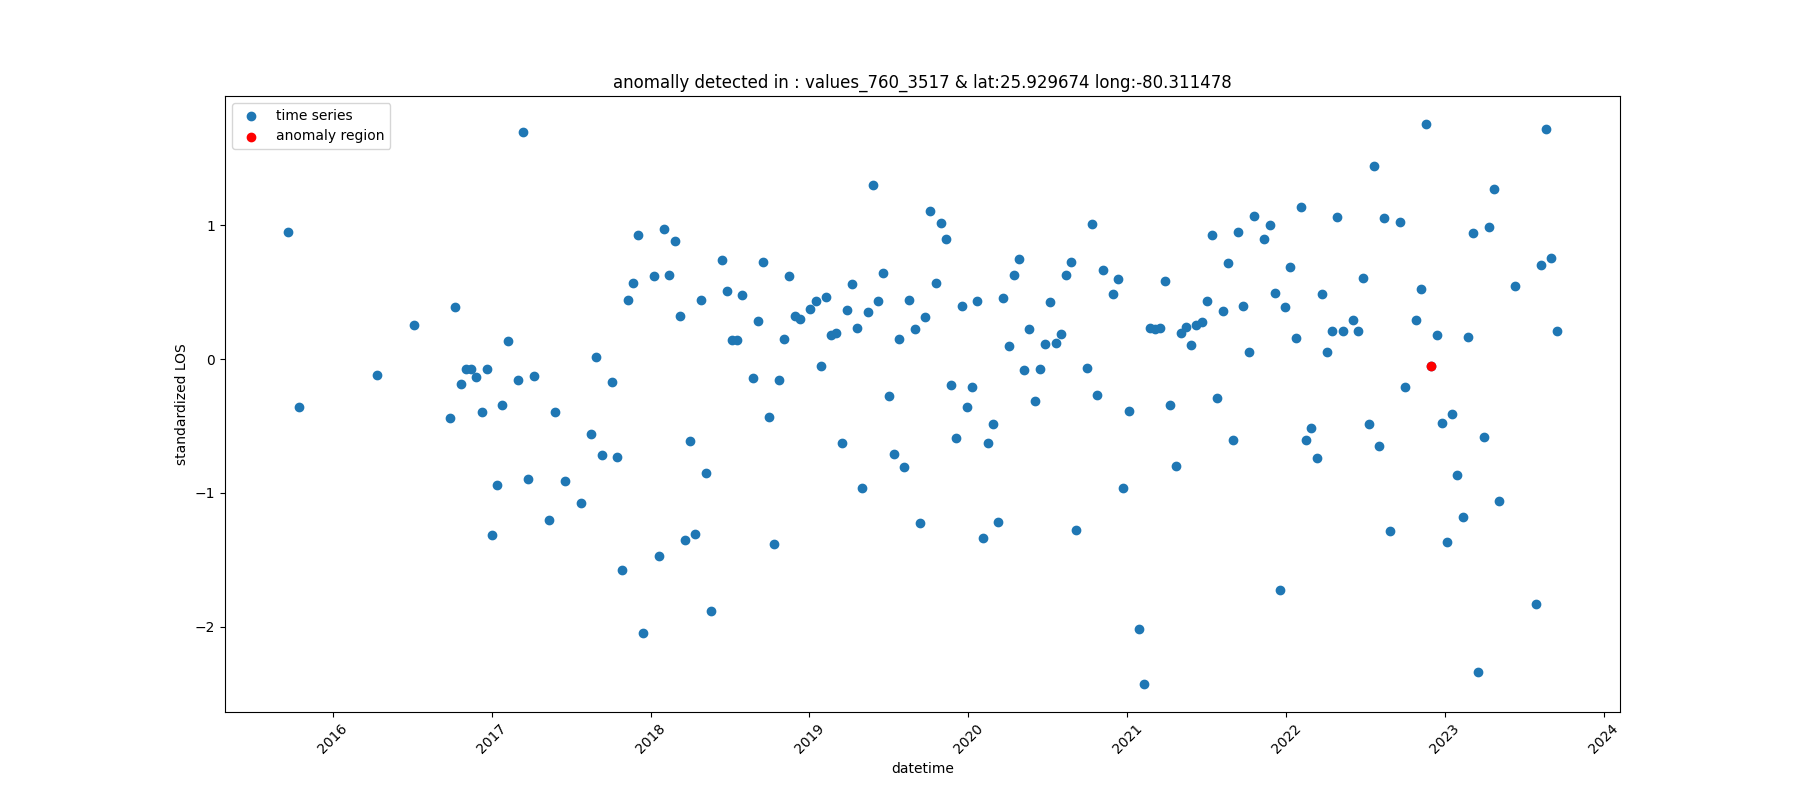 anomally detected in : values_760_3517 & lat:25.929674 long:-80.311478
time series
anomaly region
standardized LOS
1
0
−1
−2
2016
2017
2018
2019
2020
2021
2022
2023
2024
datetime